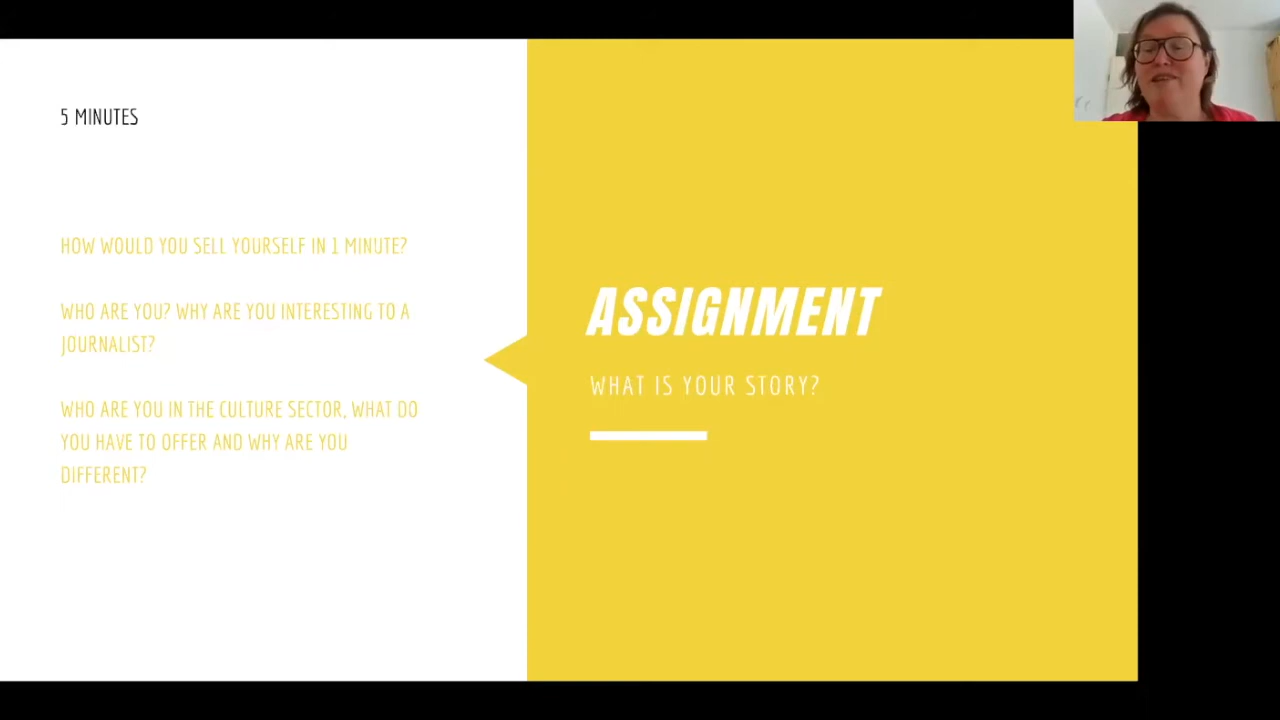 5 MINUTES
HOW WOULD YOU SELL YOURSELF IN 1 MINUTE?
WHO ARE YOU? WHY ARE YOU INTERESTING TO A
JOURNALIST?
WHO ARE YOU IN THE CULTURE SECTOR, WHAT DO
YOU HAVE TO OFFER AND WHY ARE YOU
DIFFERENT?
ASSIGNMENT
WHAT IS YOUR STORY?